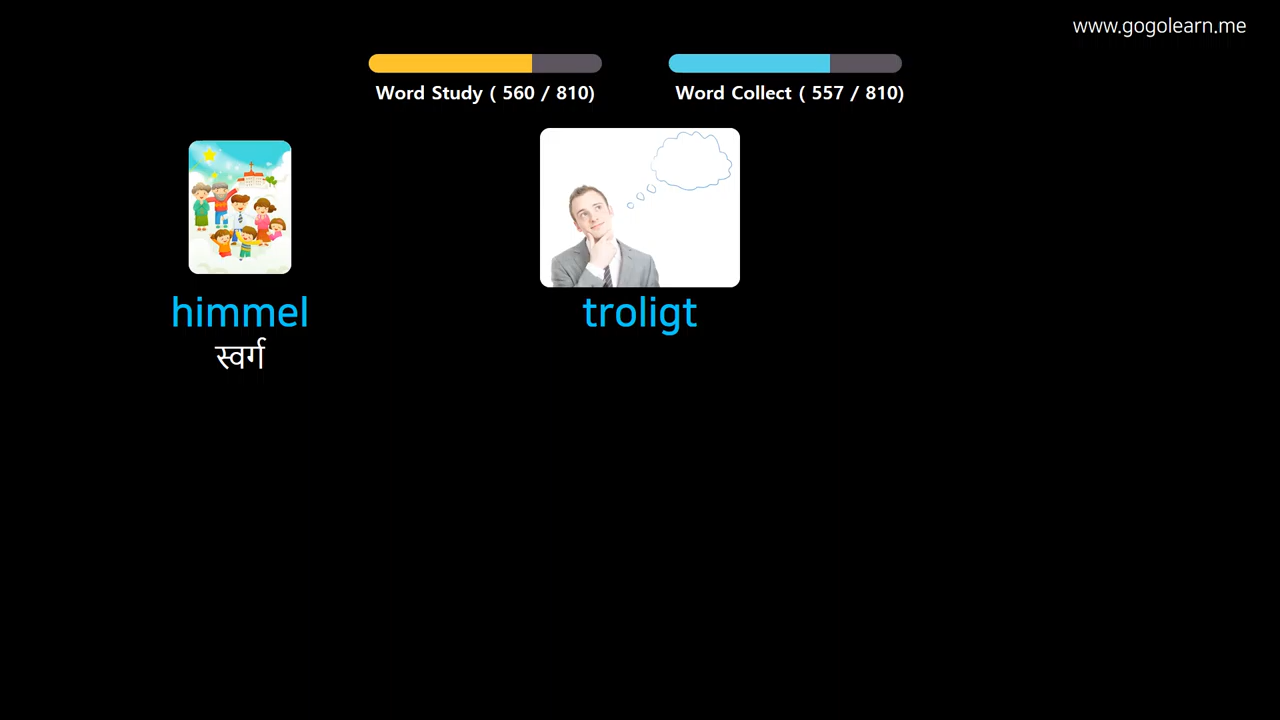 www.gogolearn.me
Word Study ( 560 / 810)
Word Collect ( 557 / 810)
himmel
troligt
स्वर्ग